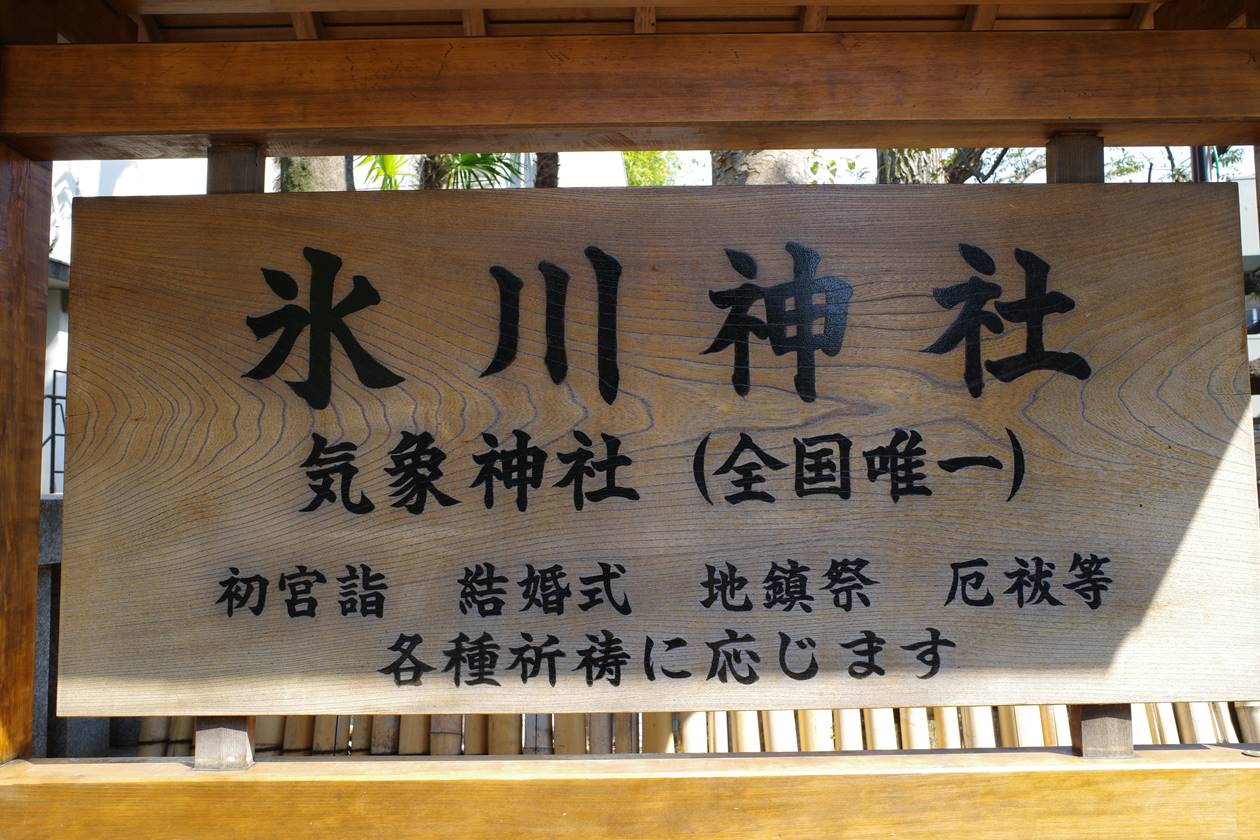 氷川神社
気象神社 (全国唯一)
初宮詣 結婚式 地鎮祭 厄祓等
各種祈祷に応じます